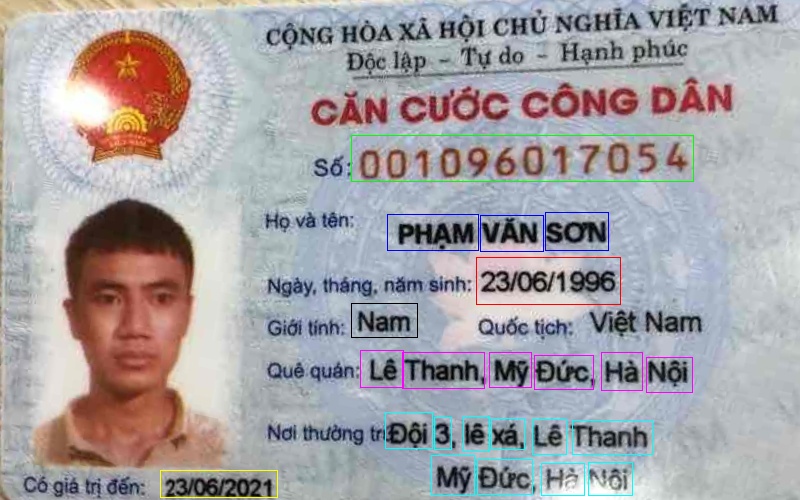 CỘNG HÒA XÃ HỘI CHỦ NGHĨA VIỆT NAM
Độc lập - Tự do - Hạnh phúc
CĂN CƯỚC CÔNG DÂN
Số: 001096017054
Họ và tên: PHẠM VĂN SƠN
Ngày, tháng, năm sinh: 23/06/1996
Giới tính: Nam Quốc tịch: Việt Nam
Quê quán: Lê Thanh, Mỹ Đức, Hà Nội
Nơi thường trú: Đội 3, lê xá, Lê Thanh
Mỹ Đức, Hà Nội
Có giá trị đến: 23/06/2021